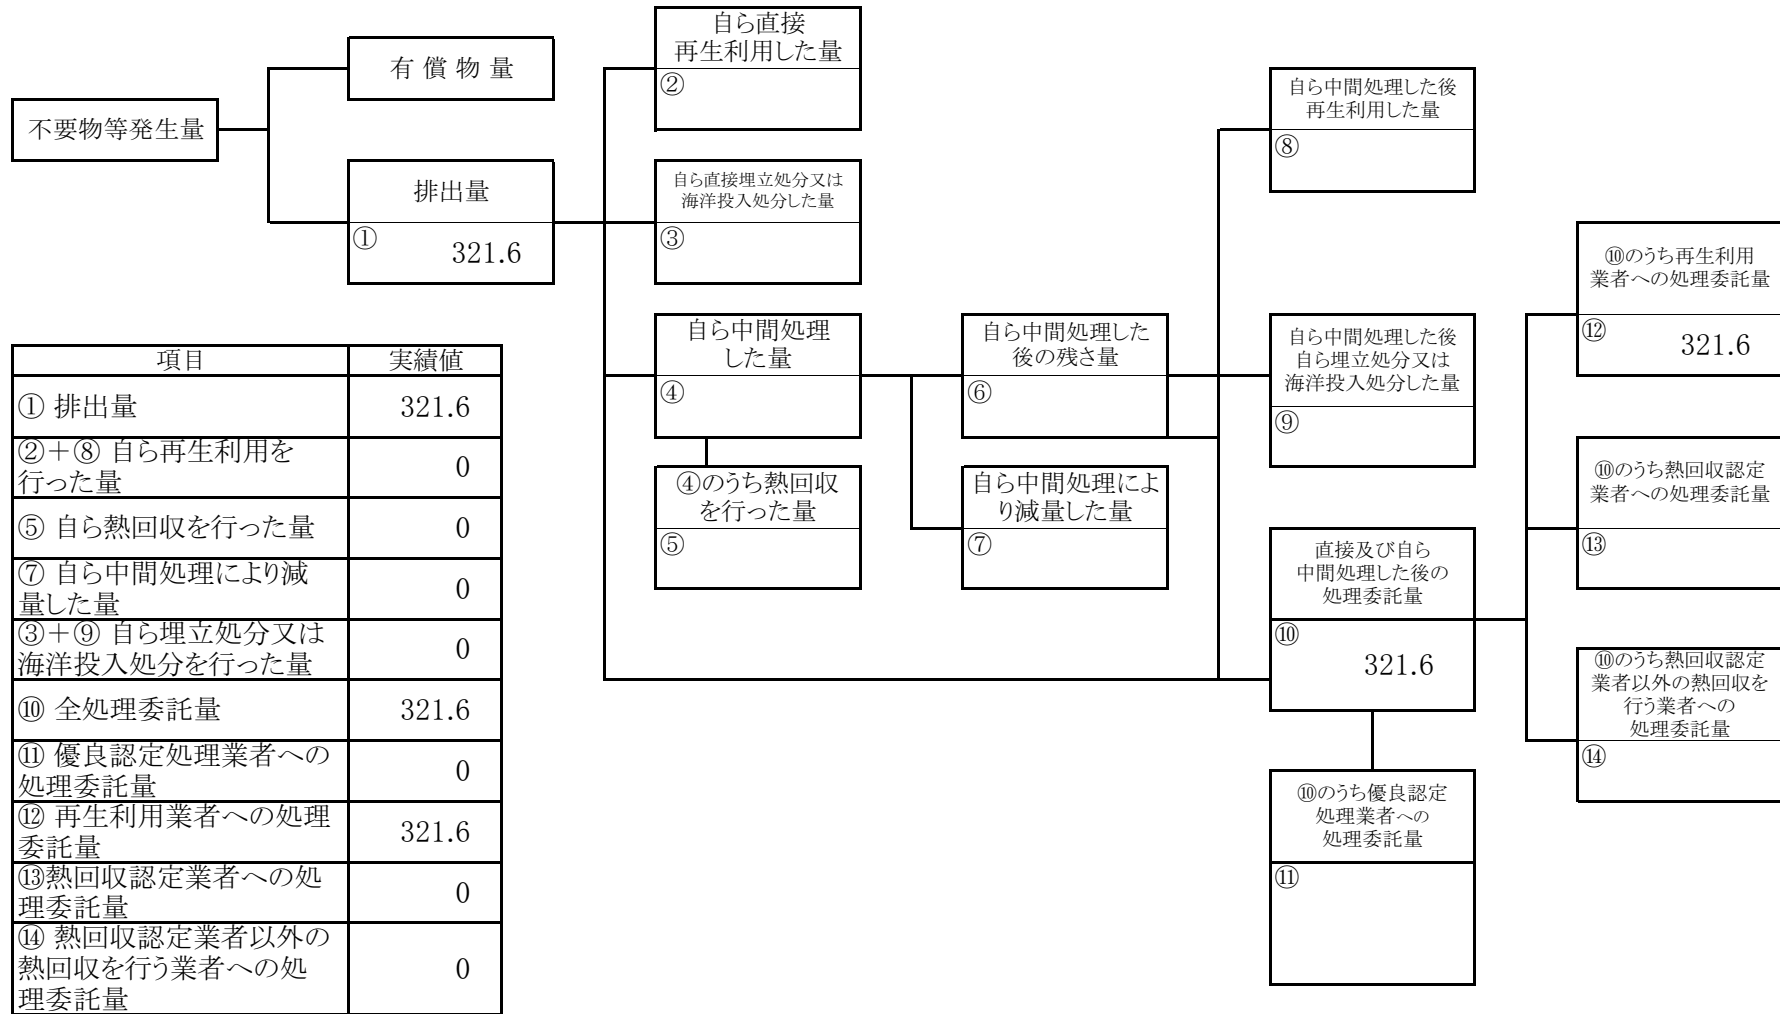 不要物等発生量
有 償 物 量
排出量
①
321.6
自ら直接
再生利用した量
②
自ら直接埋立処分又は
海洋投入処分した量
③
自ら中間処理
した量
④
④のうち熱回収
を行った量
⑤
自ら中間処理した
後の残さ量
⑥
自ら中間処理によ
り減量した量
⑦
自ら中間処理した後
再生利用した量
⑧
自ら中間処理した後
自ら埋立処分又は
海洋投入処分した量
⑨
直接及び自ら
中間処理した後の
処理委託量
⑩
321.6
⑩のうち優良認定
処理業者への
処理委託量
⑪
⑩のうち再生利用
業者への処理委託量
⑫
321.6
⑩のうち熱回収認定
業者への処理委託量
⑬
⑩のうち熱回収認定
業者以外の熱回収を
行う業者への
処理委託量
⑭
項目 実績値
① 排出量 321.6
②＋⑧ 自ら再生利用を
行った量 0
⑤ 自ら熱回収を行った量 0
⑦ 自ら中間処理により減
量した量 0
③＋⑨ 自ら埋立処分又は
海洋投入処分を行った量 0
⑩ 全処理委託量 321.6
⑪ 優良認定処理業者への
処理委託量 0
⑫ 再生利用業者への処理
委託量 321.6
⑬熱回収認定業者への処
理委託量 0
⑭ 熱回収認定業者以外の
熱回収を行う業者への処
理委託量 0